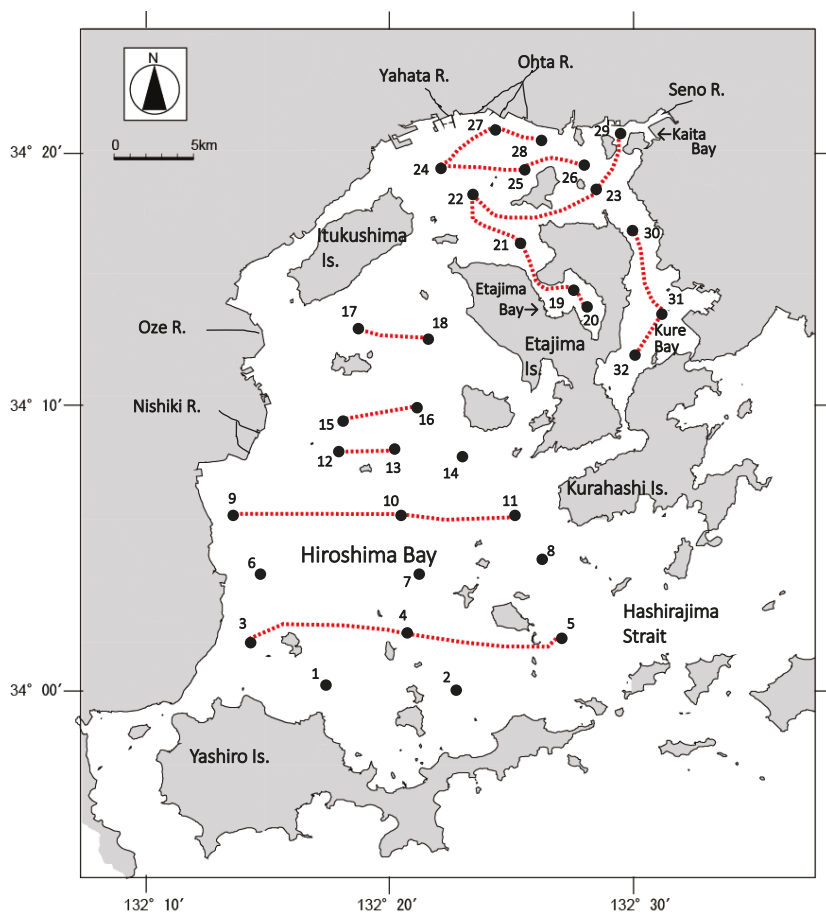 N
0 5km
Yahata R.
Ohta R.
Seno R.
Kaita
Bay
34° 20'
27
28
29
24
25
26
22
23
21
30
Itukushima
Is.
Etajima
Bay
19
20
31
Kure
Bay
32
17
18
Oze R.
Etajima
Is.
34° 10'
Nishiki R.
15
16
12
13
14
Kurahashi Is.
9
10
11
Hiroshima Bay
8
6
7
3
4
5
Hashirajima
Strait
34° 00'
1
2
Yashiro Is.
132° 10'
132° 20'
132° 30'